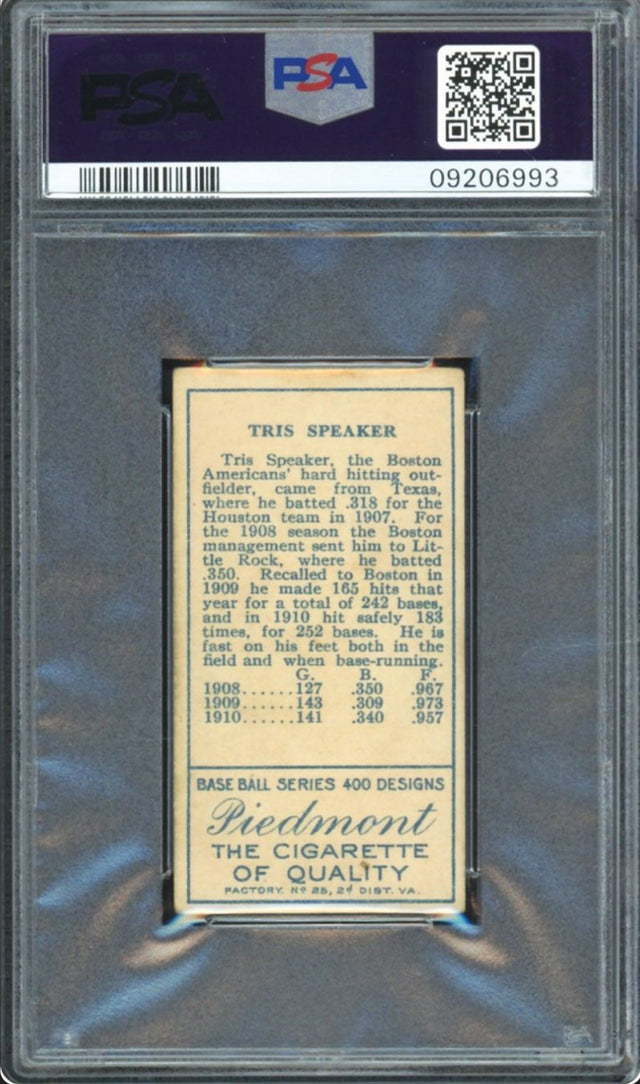 PSA
PSA
09206993
TRIS SPEAKER
Tris Speaker, the Boston
Americans' hard hitting out-
fielder, came from Texas,
where he batted .318 for the
Houston team in 1907. For
the 1908 season the Boston
management sent him to Lit-
tle Rock, where he batted
.350. Recalled to Boston in
1909 he made 165 hits that
year for a total of 242 bases,
and in 1910 hit safely 183
times, for 252 bases. He is
fast on his feet both in the
field and when base-running.
G. B. F.
1908......127 .350 .967
1909......143 .309 .973
1910......141 .340 .957
BASE BALL SERIES 400 DESIGNS
Piedmont
THE CIGARETTE
OF QUALITY
FACTORY Nº 25, 2d DIST. VA.
PSA